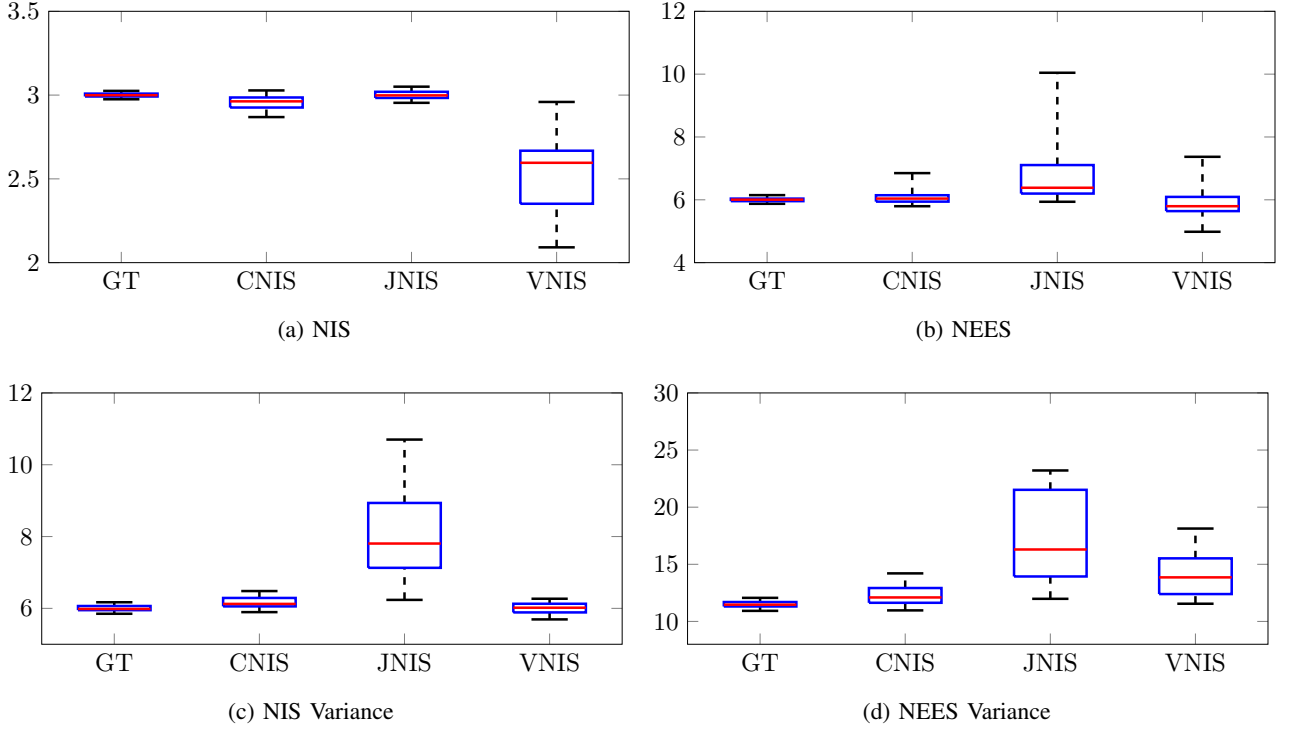 3.5
3
2.5
2
GT CNIS JNIS VNIS
(a) NIS
12
10
8
6
4
GT CNIS JNIS VNIS
(b) NEES
12
10
8
6
GT CNIS JNIS VNIS
(c) NIS Variance
30
25
20
15
10
GT CNIS JNIS VNIS
(d) NEES Variance